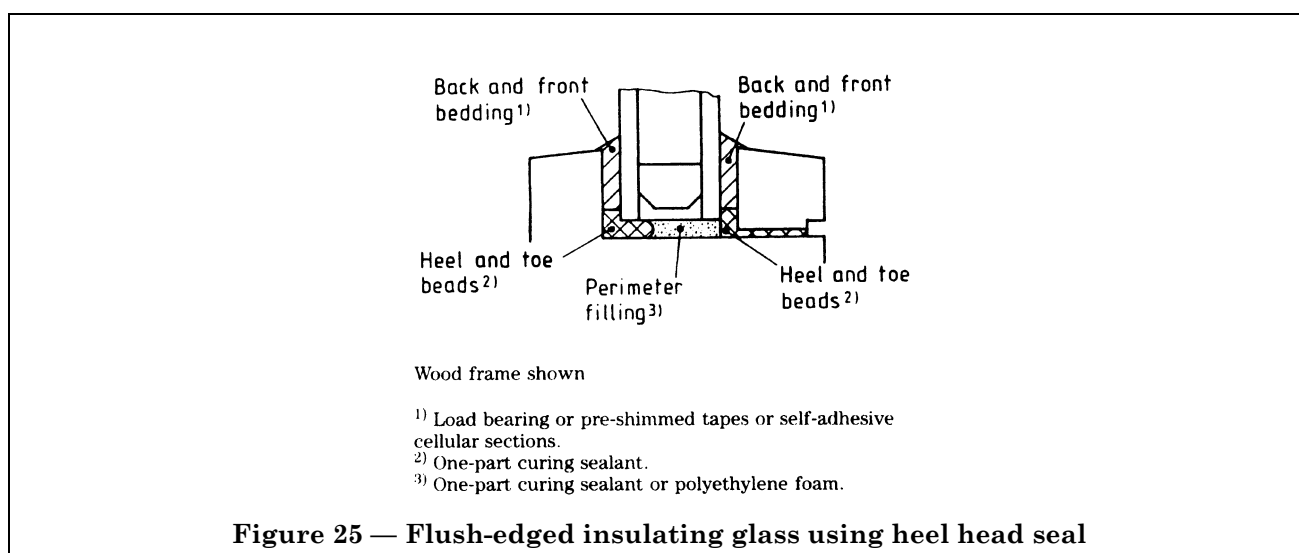 Back and front
bedding1)
Back and front
bedding1)
Heel and toe
beads2)
Perimeter
filling3)
Heel and toe
beads2)
Wood frame shown
1) Load bearing or pre-shimmed tapes or self-adhesive
cellular sections.
2) One-part curing sealant.
3) One-part curing sealant or polyethylene foam.
Figure 25 — Flush-edged insulating glass using heel head seal